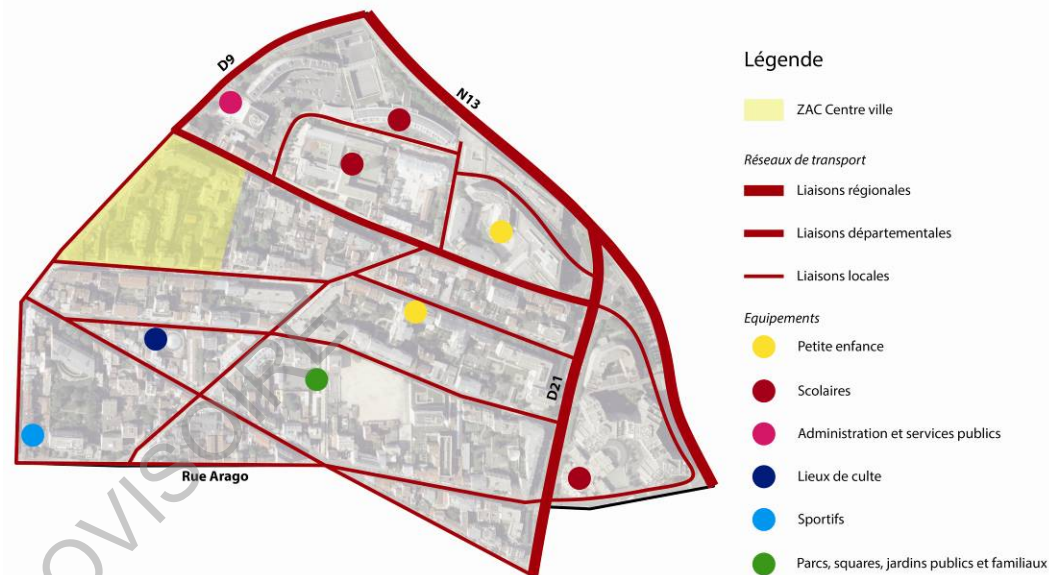 D9
N13
D21
Rue Arago
OVISOIRE
Légende
ZAC Centre ville
Réseaux de transport
Liaisons régionales
Liaisons départementales
Liaisons locales
Equipements
Petite enfance
Scolaires
Administration et services publics
Lieux de culte
Sportifs
Parcs, squares, jardins publics et familiaux